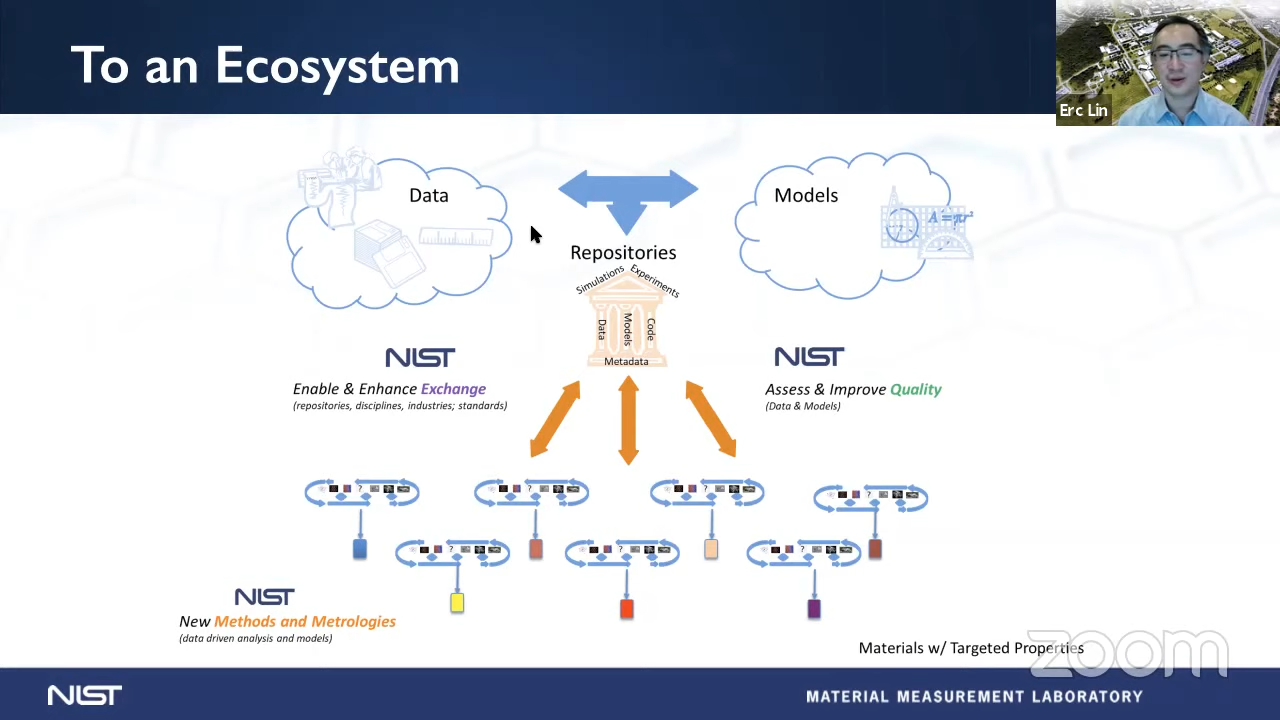 To an Ecosystem
Erc Lin
Data
Models
A = πr²
Repositories
Simulations
Experiments
Data
Models
Code
Metadata
NIST
Enable & Enhance Exchange
(repositories, disciplines, industries; standards)
NIST
Assess & Improve Quality
(Data & Models)
?
?
?
?
?
?
?
NIST
New Methods and Metrologies
(data driven analysis and models)
Materials w/ Targeted Properties
zoom
NIST
MATERIAL MEASUREMENT LABORATORY